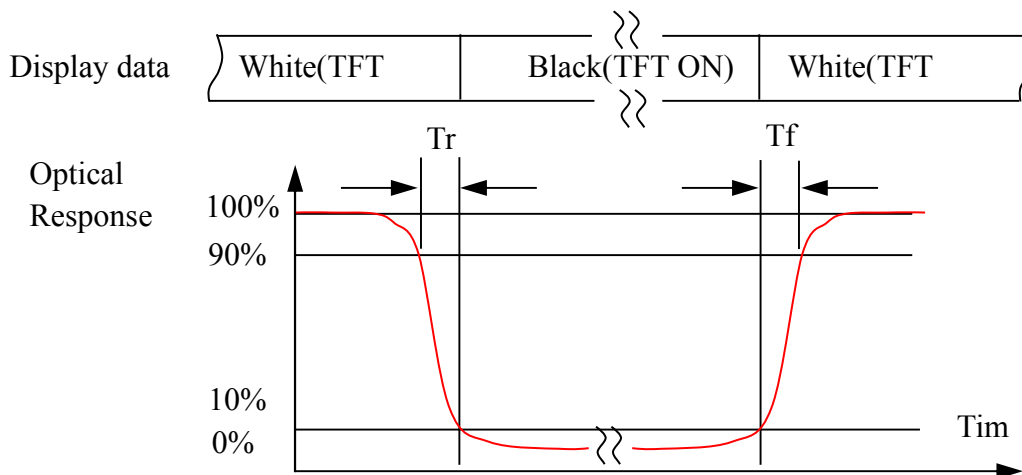 Display data
White(TFT
Black(TFT ON)
White(TFT
Tr
Tf
Optical
Response
100%
90%
10%
0%
Tim